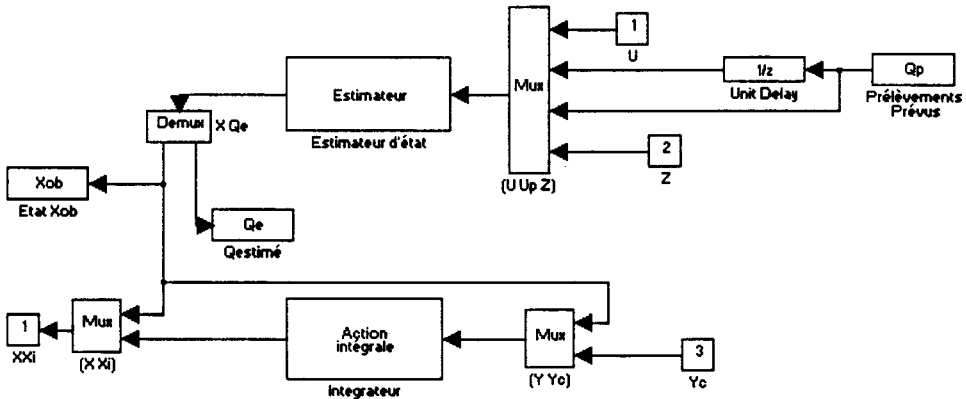 1
U
Mux
1/z
Unit Delay
Qp
Prélèvements
Prévus
Estimateur
Estimateur d'état
Demux
X Qe
2
Z
(U Up Z)
Xob
Etat Xob
Qe
Qestimé
1
XXi
Mux
(X Xi)
Action
intégrale
Integrateur
Mux
(Y Yc)
3
Yc